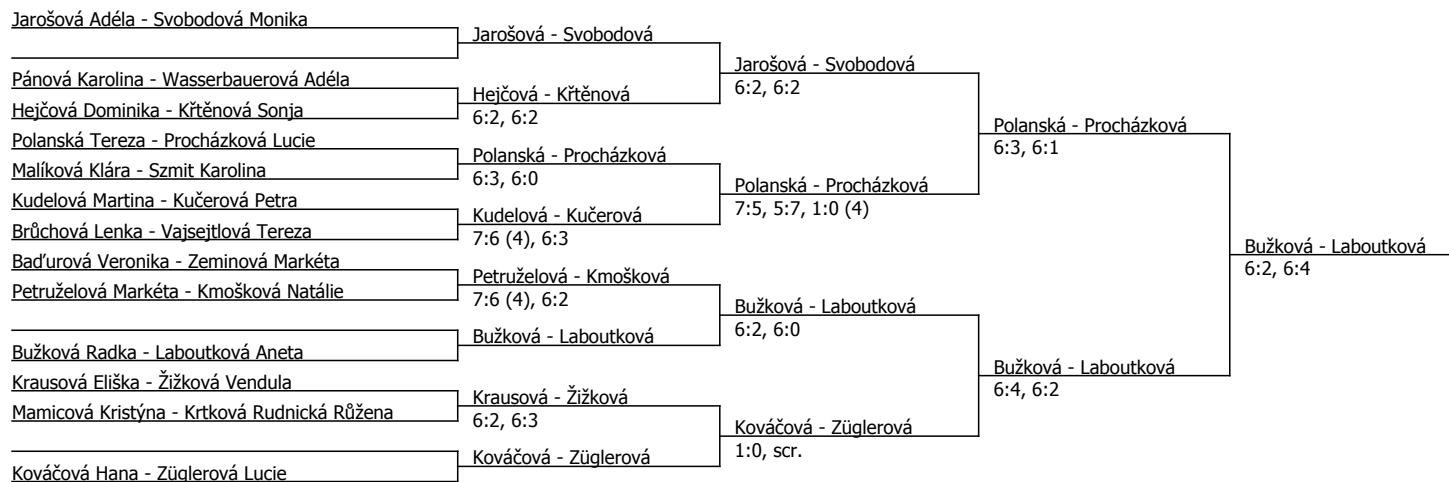 Jarošová Adéla - Svobodová Monika
Pánová Karolina - Wasserbauerová Adéla
Hejčová Dominika - Křtěnová Sonja
Polanská Tereza - Procházková Lucie
Malíková Klára - Szmit Karolina
Kudelová Martina - Kučerová Petra
Brůchová Lenka - Vajsejtlová Tereza
Baďurová Veronika - Zeminová Markéta
Petruželová Markéta - Kmošková Natálie
Bužková Radka - Laboutková Aneta
Krausová Eliška - Žižková Vendula
Mamicová Kristýna - Krtková Rudnická Růžena
Kováčová Hana - Züglerová Lucie
Jarošová - Svobodová
Hejčová - Křtěnová
6:2, 6:2
Polanská - Procházková
6:3, 6:0
Kudelová - Kučerová
7:6 (4), 6:3
Petruželová - Kmošková
7:6 (4), 6:2
Bužková - Laboutková
Krausová - Žižková
6:2, 6:3
Kováčová - Züglerová
Jarošová - Svobodová
6:2, 6:2
Polanská - Procházková
7:5, 5:7, 1:0 (4)
Bužková - Laboutková
6:2, 6:0
Kováčová - Züglerová
1:0, scr.
Polanská - Procházková
6:3, 6:1
Bužková - Laboutková
6:4, 6:2
Bužková - Laboutková
6:2, 6:4